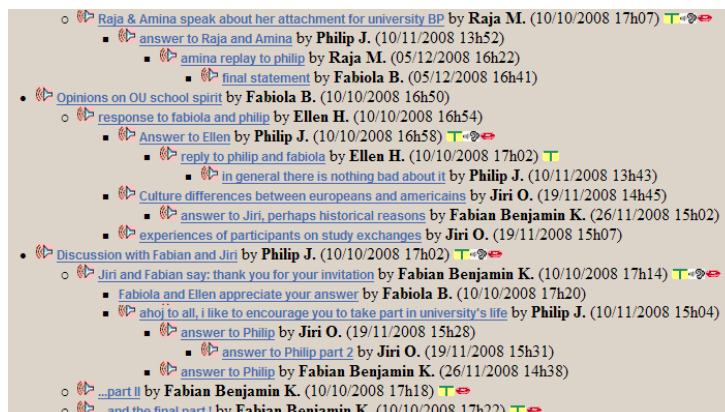 Raja & Amina speak about her attachment for university BP by Raja M. (10/10/2008 17h07) T
answer to Raja and Amina by Philip J. (10/11/2008 13h52)
amina replay to philip by Raja M. (05/12/2008 16h22)
final statement by Fabiola B. (05/12/2008 16h41)
Opinions on OU school spirit by Fabiola B. (10/10/2008 16h50)
response to fabiola and philip by Ellen H. (10/10/2008 16h54)
Answer to Ellen by Philip J. (10/10/2008 16h58) T
reply to philip and fabiola by Ellen H. (10/10/2008 17h02) T
in general there is nothing bad about it by Philip J. (10/11/2008 13h43)
Culture differences between europeans and americains by Jiri O. (19/11/2008 14h45)
answer to Jiri, perhaps historical reasons by Fabian Benjamin K. (26/11/2008 15h02)
experiences of participants on study exchanges by Jiri O. (19/11/2008 15h07)
Discussion with Fabian and Jiri by Philip J. (10/10/2008 17h02) T
Jiri and Fabian say: thank you for your invitation by Fabian Benjamin K. (10/10/2008 17h14) T
Fabiola and Ellen appreciate your answer by Fabiola B. (10/10/2008 17h20)
ahoj to all, i like to encourage you to take part in university's life by Philip J. (10/11/2008 15h04)
answer to Philip by Jiri O. (19/11/2008 15h28)
answer to Philip part 2 by Jiri O. (19/11/2008 15h31)
answer to Philip by Fabian Benjamin K. (26/11/2008 14h38)
...part II by Fabian Benjamin K. (10/10/2008 17h18) T
...and the final part ! by Fabian Benjamin K. (10/10/2008 17h22) T